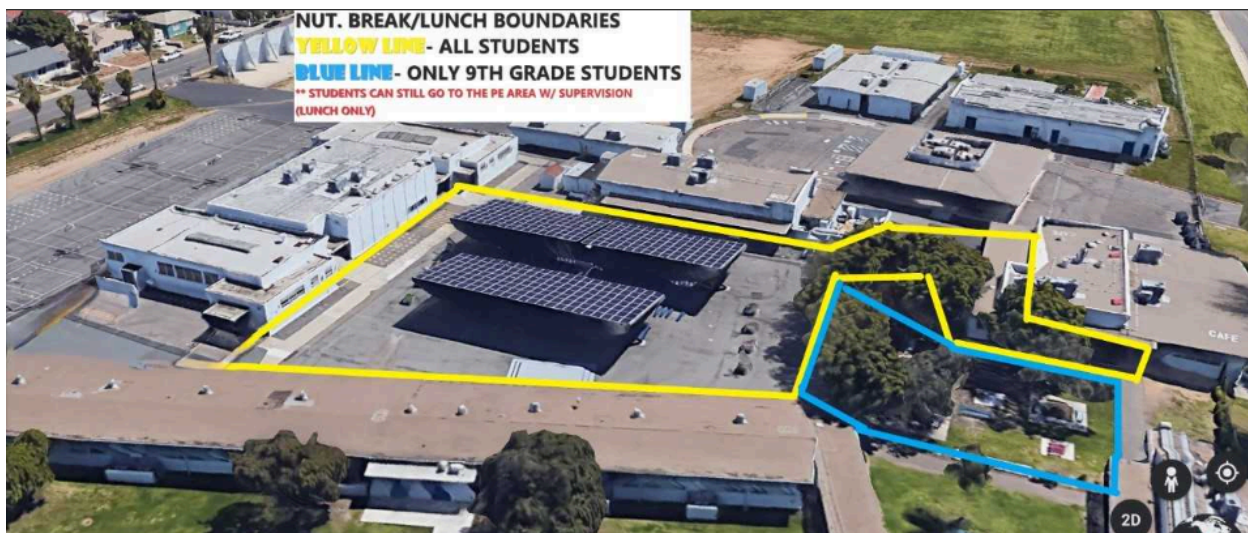 NUT. BREAK/LUNCH BOUNDARIES
YELLOW LINE- ALL STUDENTS
BLUE LINE- ONLY 9TH GRADE STUDENTS
** STUDENTS CAN STILL GO TO THE PE AREA W/ SUPERVISION
(LUNCH ONLY)
CAFE
2D